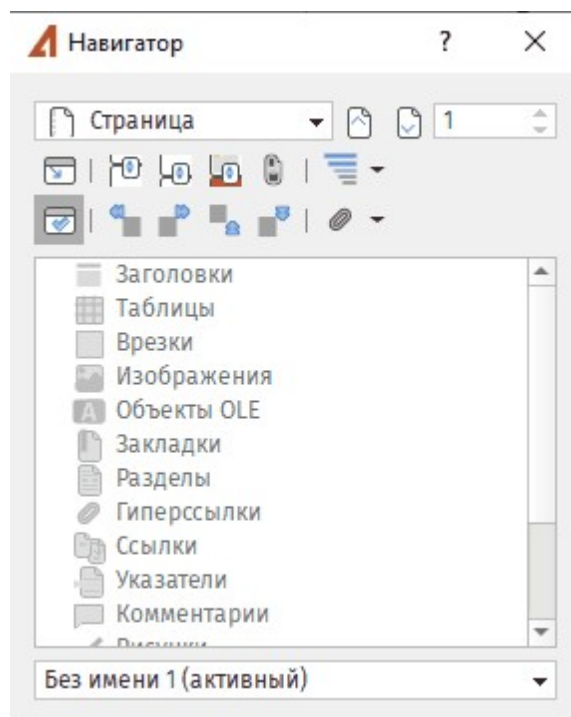 Навигатор ?
Страница 1
Заголовки
Таблицы
Врезки
Изображения
Объекты OLE
Закладки
Разделы
Гиперссылки
Ссылки
Указатели
Комментарии
Рисунки
Без имени 1 (активный)